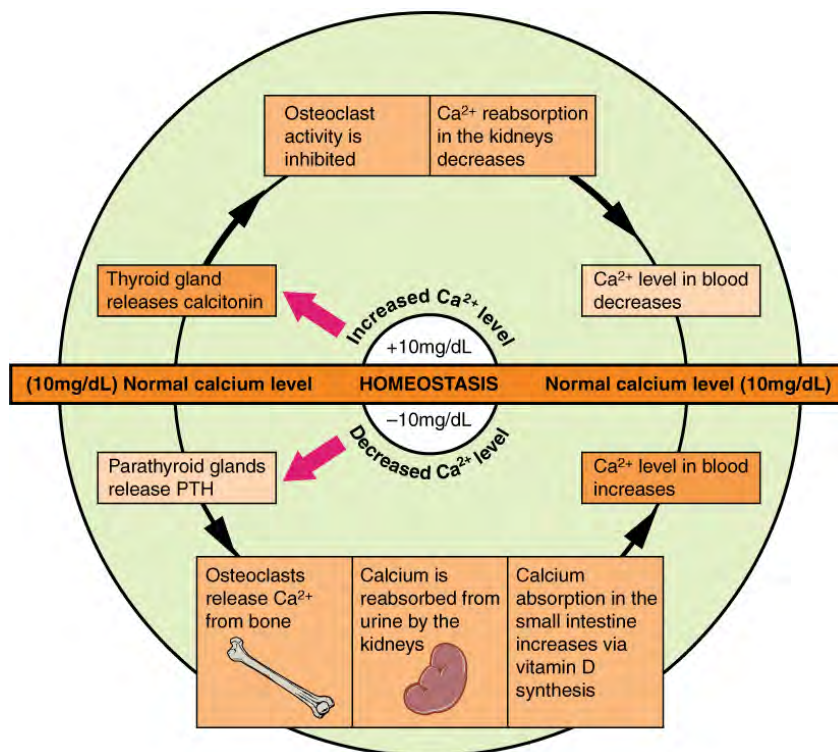 Osteoclast
activity is
inhibited
Ca²⁺ reabsorption
in the kidneys
decreases
Thyroid gland
releases calcitonin
Increased Ca²⁺ level
+10mg/dL
Ca²⁺ level in blood
decreases
(10mg/dL) Normal calcium level
HOMEOSTASIS
Normal calcium level (10mg/dL)
–10mg/dL
Decreased Ca²⁺ level
Parathyroid glands
release PTH
Ca²⁺ level in blood
increases
Osteoclasts
release Ca²⁺
from bone
Calcium is
reabsorbed from
urine by the
kidneys
Calcium
absorption in the
small intestine
increases via
vitamin D
synthesis